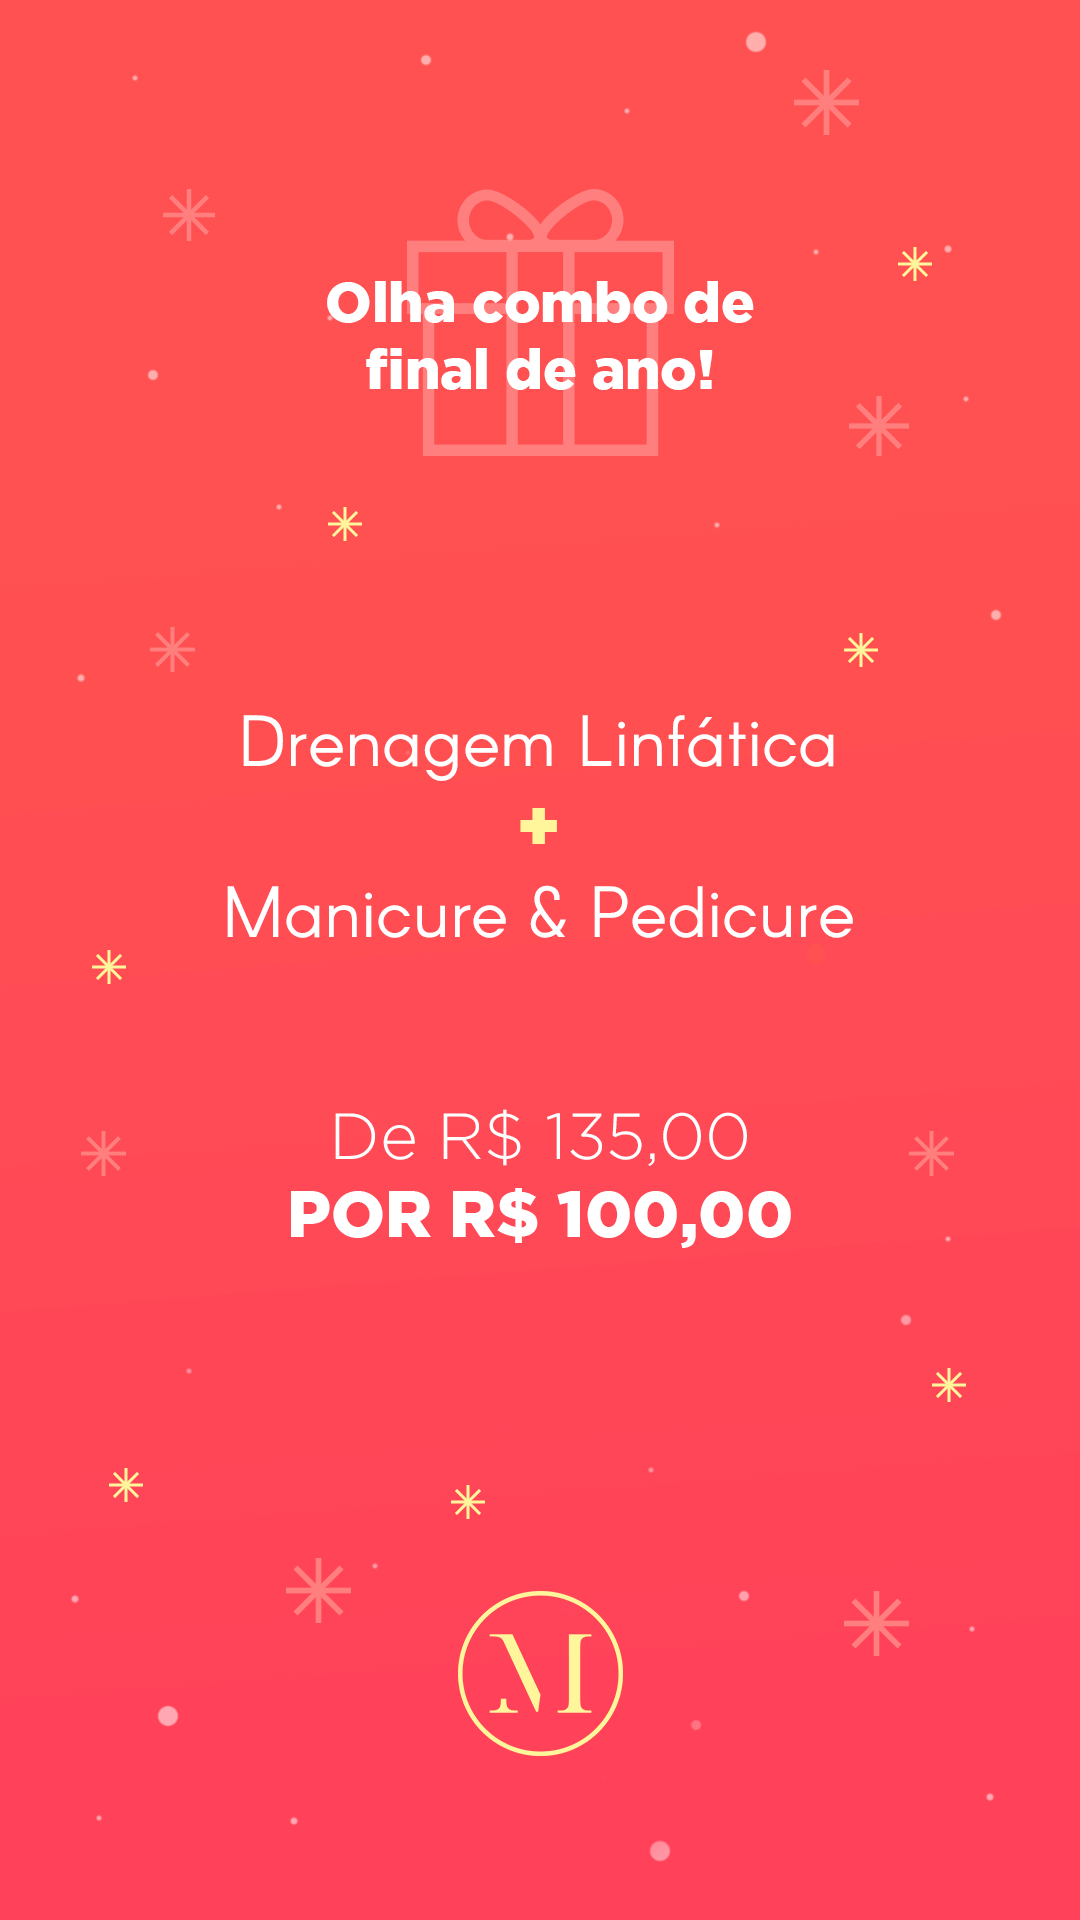 Olha combo de
final de ano!
Drenagem Linfática
+
Manicure & Pedicure
De R$ 135,00
POR R$ 100,00
M